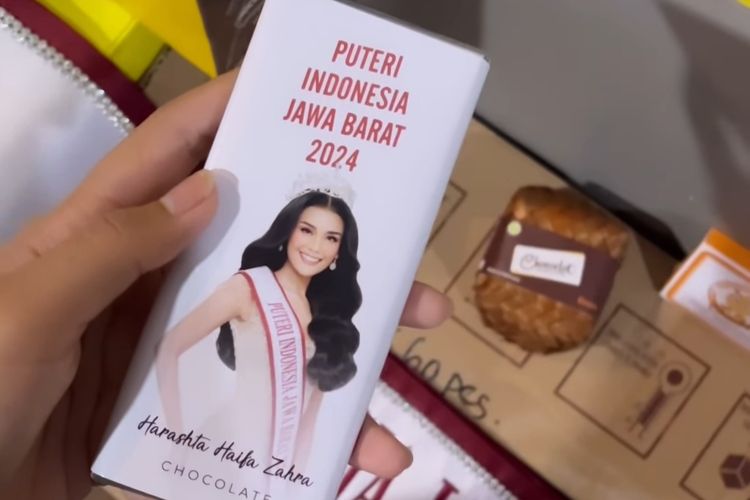 PUTERI
INDONESIA
JAWA BARAT
2024
PUTERI INDONESIA JAWA BARAT
Harashta Haifa Zahra
CHOCOLATE
Chocolat
60 pcs.